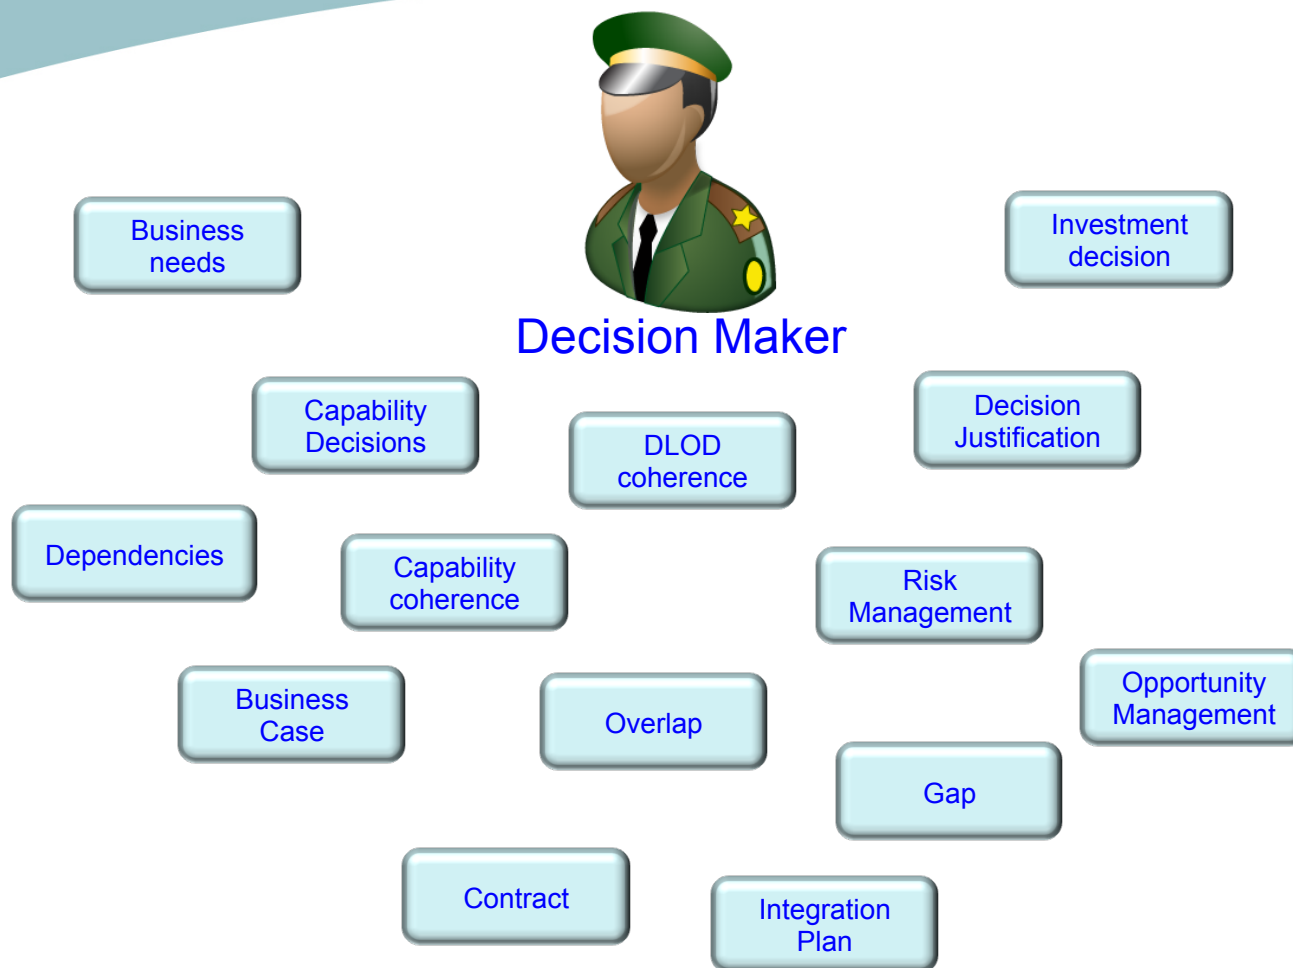 Business
needs
Investment
decision
Decision Maker
Capability
Decisions
DLOD
coherence
Decision
Justification
Dependencies
Capability
coherence
Risk
Management
Business
Case
Overlap
Opportunity
Management
Gap
Contract
Integration
Plan